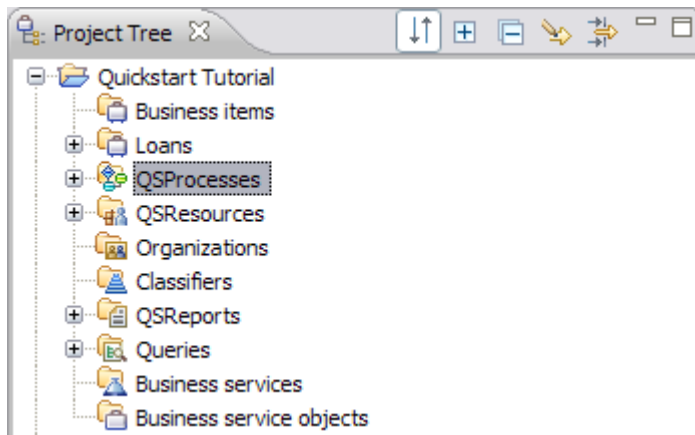 Project Tree
Quickstart Tutorial
Business items
Loans
QSProcesses
QSResources
Organizations
Classifiers
QSReports
Queries
Business services
Business service objects